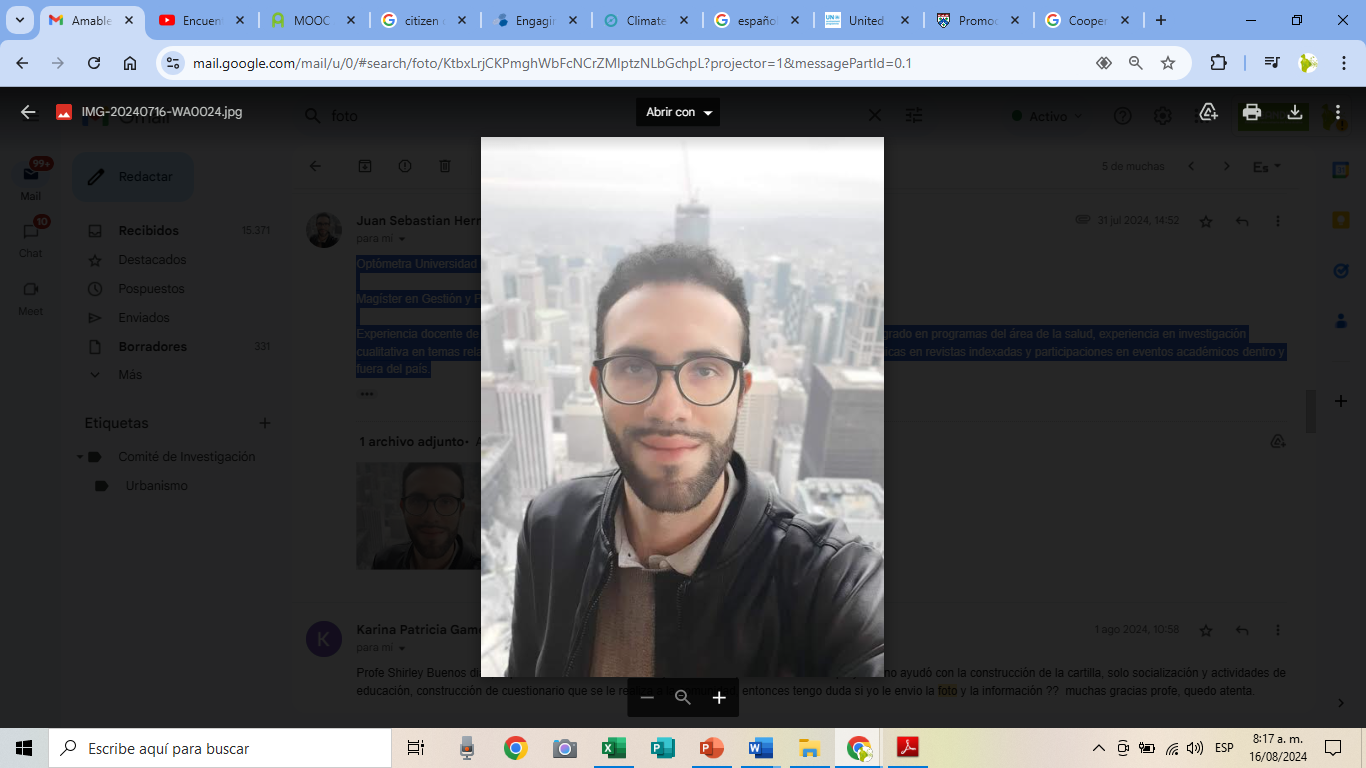 Amable
Encuen
MOOC
citizen
Engagin
Climate
español
United
Promoc
Cooper
mail.google.com/mail/u/0/#search/foto/KtbxLrjCKPmghWbFcNCrZMlptzNLbGchpL?projector=1&messagePartId=0.1
IMG-20240716-WA0024.jpg
foto
Abrir con
Activo
99+
Redactar
5 de muchas
Es
Mail
10
Chat
Meet
Recibidos 15.371
Destacados
Pospuestos
Enviados
Borradores 331
Más
Etiquetas
Comité de Investigación
Urbanismo
Juan Sebastian Her
31 jul 2024, 14:52
para mí
Optómetra Universidad
Magíster en Gestión y
Experiencia docente de grado en programas del área de la salud, experiencia en investigación
cualitativa en temas rela cas en revistas indexadas y participaciones en eventos académicos dentro y
fuera del país.
1 archivo adjunto
Karina Patricia Gam
1 ago 2024, 10:58
para mí
Profe Shirley Buenos di no ayudó con la construcción de la cartilla, solo socialización y actividades de
educación, construcción de cuestionario que se le entonces tengo duda si yo le envío la foto y la información ?? muchas gracias profe, quedo atenta.
Escribe aquí para buscar
ESP
8:17 a. m.
16/08/2024